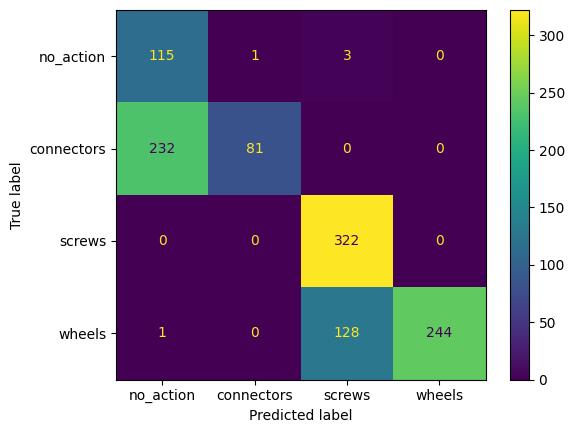 no_action 115 1 3 0
connectors 232 81 0 0
screws 0 0 322 0
wheels 1 0 128 244
no_action connectors screws wheels
Predicted label
True label
300
250
200
150
100
50
0